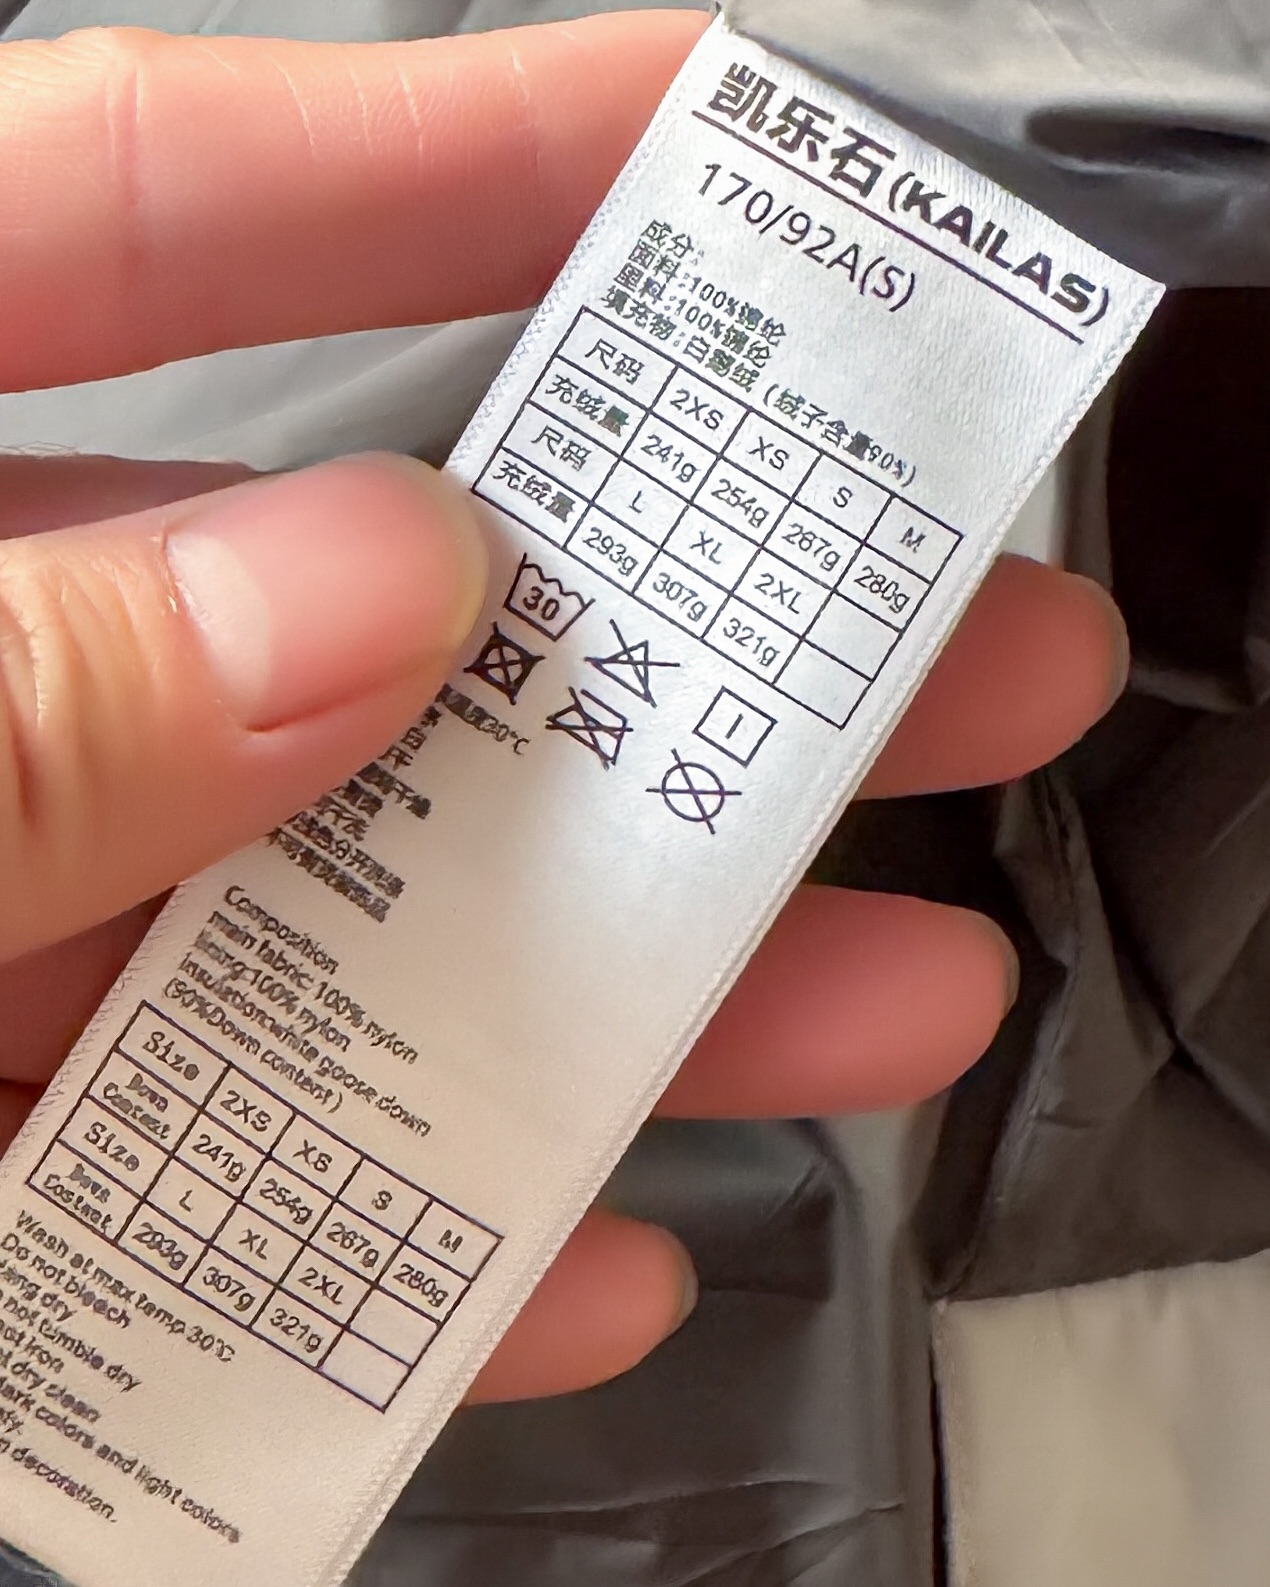 凯乐石(KAILAS)
170/92A(S)
成分:
面料:100%锦纶
里料:100%锦纶
填充物:白鹅绒(绒子含量90%)
尺码 2XS XS S M
充绒量 241g 254g 267g 280g
尺码 L XL 2XL
充绒量 293g 307g 321g
30
30°C
Composition
main fabric: 100% nylon
lining:100% nylon
insulation:white goose down
(90%Down content)
Size 2XS XS S M
Down Content 241g 254g 267g 280g
Size L XL 2XL
Down Content 293g 307g 321g
Wash at max temp 30℃
Do not bleach
dry
not tumble dry
iron
dry clean
dark colors and light colors
decoration.